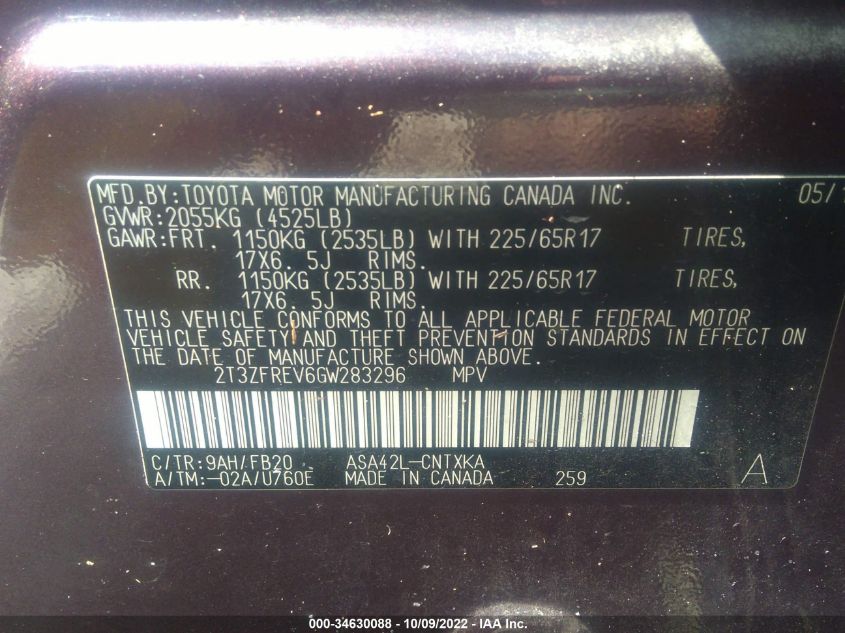 MFD.BY:TOYOTA MOTOR MANUFACTURING CANADA INC. 05/
GVWR:2055KG (4525LB)
GAWR:FRT. 1150KG (2535LB) WITH 225/65R17 TIRES,
17X6. 5J RIMS.
RR. 1150KG (2535LB) WITH 225/65R17 TIRES,
17X6. 5J RIMS.
THIS VEHICLE CONFORMS TO ALL APPLICABLE FEDERAL MOTOR
VEHICLE SAFETY AND THEFT PREVENTION STANDARDS IN EFFECT ON
THE DATE OF MANUFACTURE SHOWN ABOVE.
2T3ZFREV6GW283296 MPV
C/TR:9AH/FB20 ASA42L-CNTXKA
A/TM:-02A/U760E MADE IN CANADA 259 A
000-34630088 - 10/09/2022 - IAA Inc.